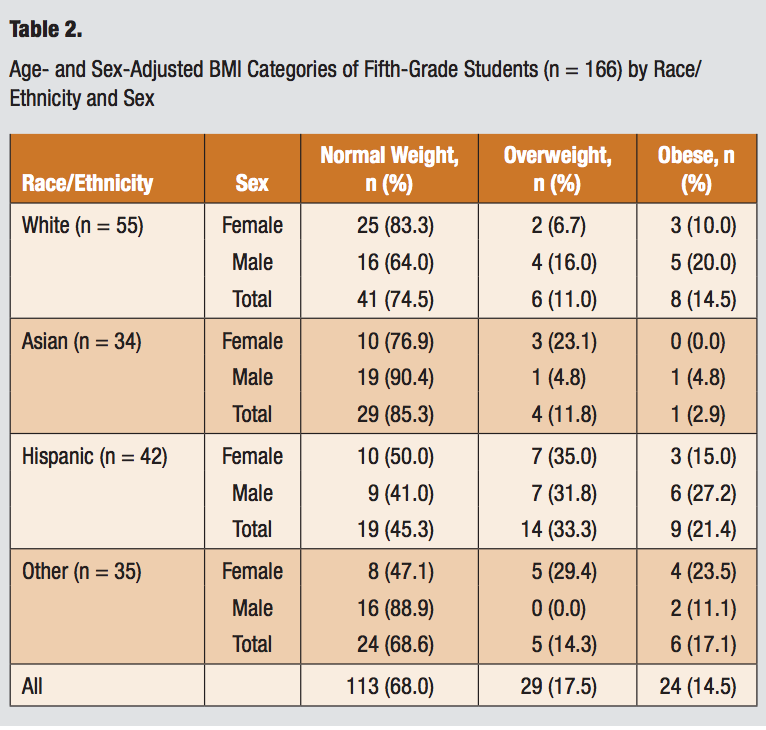 Table 2.
Age- and Sex-Adjusted BMI Categories of Fifth-Grade Students (n = 166) by Race/
Ethnicity and Sex
Race/Ethnicity Sex Normal Weight, n (%) Overweight, n (%) Obese, n (%)
White (n = 55) Female 25 (83.3) 2 (6.7) 3 (10.0)
Male 16 (64.0) 4 (16.0) 5 (20.0)
Total 41 (74.5) 6 (11.0) 8 (14.5)
Asian (n = 34) Female 10 (76.9) 3 (23.1) 0 (0.0)
Male 19 (90.4) 1 (4.8) 1 (4.8)
Total 29 (85.3) 4 (11.8) 1 (2.9)
Hispanic (n = 42) Female 10 (50.0) 7 (35.0) 3 (15.0)
Male 9 (41.0) 7 (31.8) 6 (27.2)
Total 19 (45.3) 14 (33.3) 9 (21.4)
Other (n = 35) Female 8 (47.1) 5 (29.4) 4 (23.5)
Male 16 (88.9) 0 (0.0) 2 (11.1)
Total 24 (68.6) 5 (14.3) 6 (17.1)
All 113 (68.0) 29 (17.5) 24 (14.5)